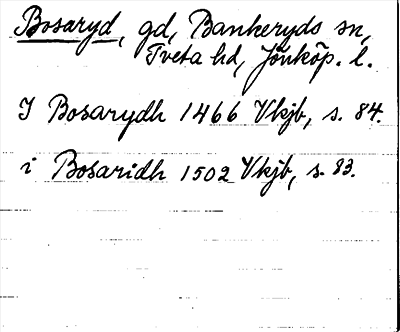 Bosaryd, gd, Bankeryds sn,
Tveta hd, Jönköp. l.
I Bosarydh 1466 Vkjb, s. 84.
i Bosaridh 1502 Vkjb, s. 83.